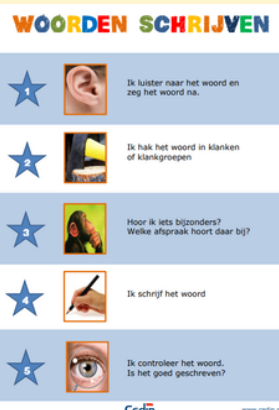 WOORDEN SCHRIJVEN
1
Ik luister naar het woord en
zeg het woord na.
2
Ik hak het woord in klanken
of klankgroepen
3
Hoor ik iets bijzonders?
Welke afspraak hoort daar bij?
4
Ik schrijf het woord
5
Ik controleer het woord.
Is het goed geschreven?